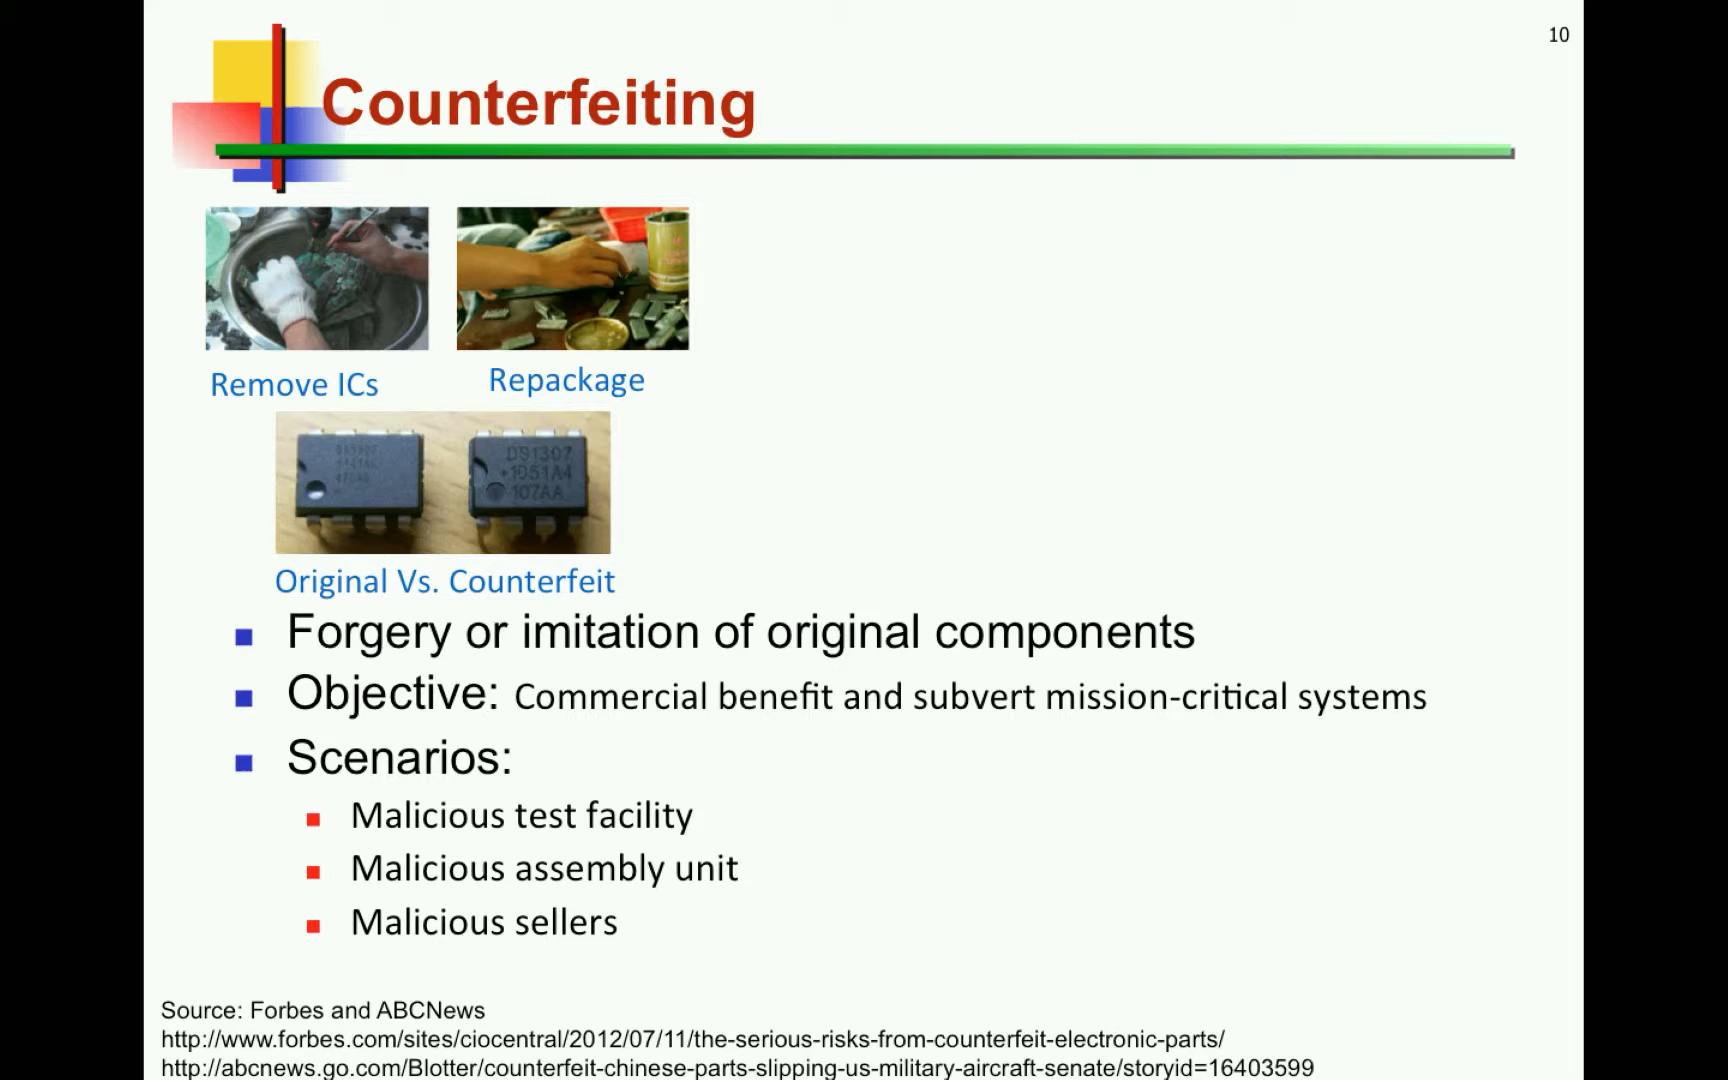 10
Counterfeiting
Remove ICs
Repackage
DS1307
+1051A4
107AA
Original Vs. Counterfeit
Forgery or imitation of original components
Objective: Commercial benefit and subvert mission-critical systems
Scenarios:
Malicious test facility
Malicious assembly unit
Malicious sellers
Source: Forbes and ABCNews
http://www.forbes.com/sites/ciocentral/2012/07/11/the-serious-risks-from-counterfeit-electronic-parts/
http://abcnews.go.com/Blotter/counterfeit-chinese-parts-slipping-us-military-aircraft-senate/storyid=16403599